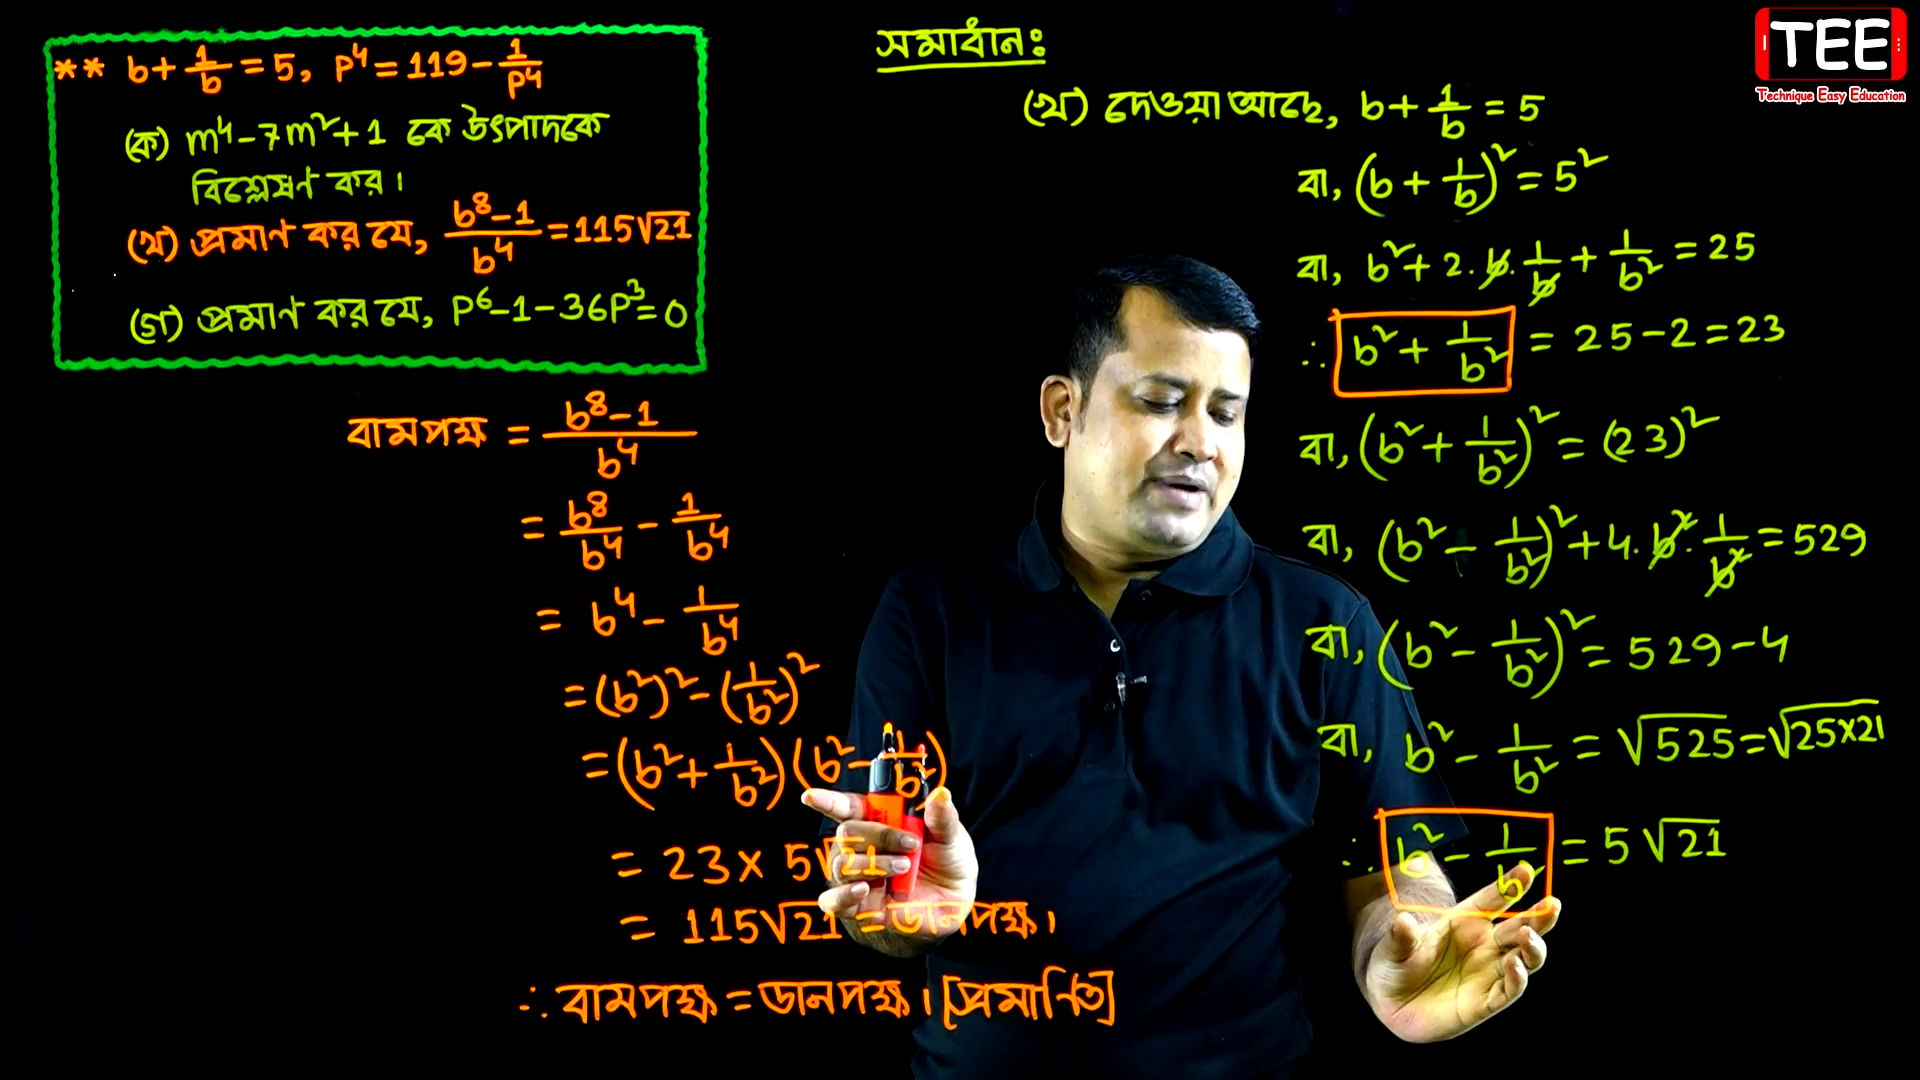 ** b + 1/b = 5, P⁴ = 119 - 1/P⁴
(ক) m⁴ - 7m² + 1 কে উৎপাদকে
বিশ্লেষণ কর।
(খ) প্রমাণ কর যে, (b⁸ - 1)/b⁴ = 115√21
(গ) প্রমাণ কর যে, P⁶ - 1 - 36P³ = 0
বামপক্ষ = (b⁸ - 1)/b⁴
= b⁸/b⁴ - 1/b⁴
= b⁴ - 1/b⁴
= (b²)² - (1/b²)²
= (b² + 1/b²)(b² - 1/b²)
= 23 × 5√21
= 115√21 = ডানপক্ষ।
∴ বামপক্ষ = ডানপক্ষ। [প্রমাণিত]
সমাধান:
(খ) দেওয়া আছে, b + 1/b = 5
বা, (b + 1/b)² = 5²
বা, b² + 2.b.1/b + 1/b² = 25
∴ b² + 1/b² = 25 - 2 = 23
বা, (b² + 1/b²)² = (23)²
বা, (b² - 1/b²)² + 4.b².1/b² = 529
বা, (b² - 1/b²)² = 529 - 4
বা, b² - 1/b² = √525 = √25×21
∴ b² - 1/b² = 5√21
TEE
Technique Easy Education